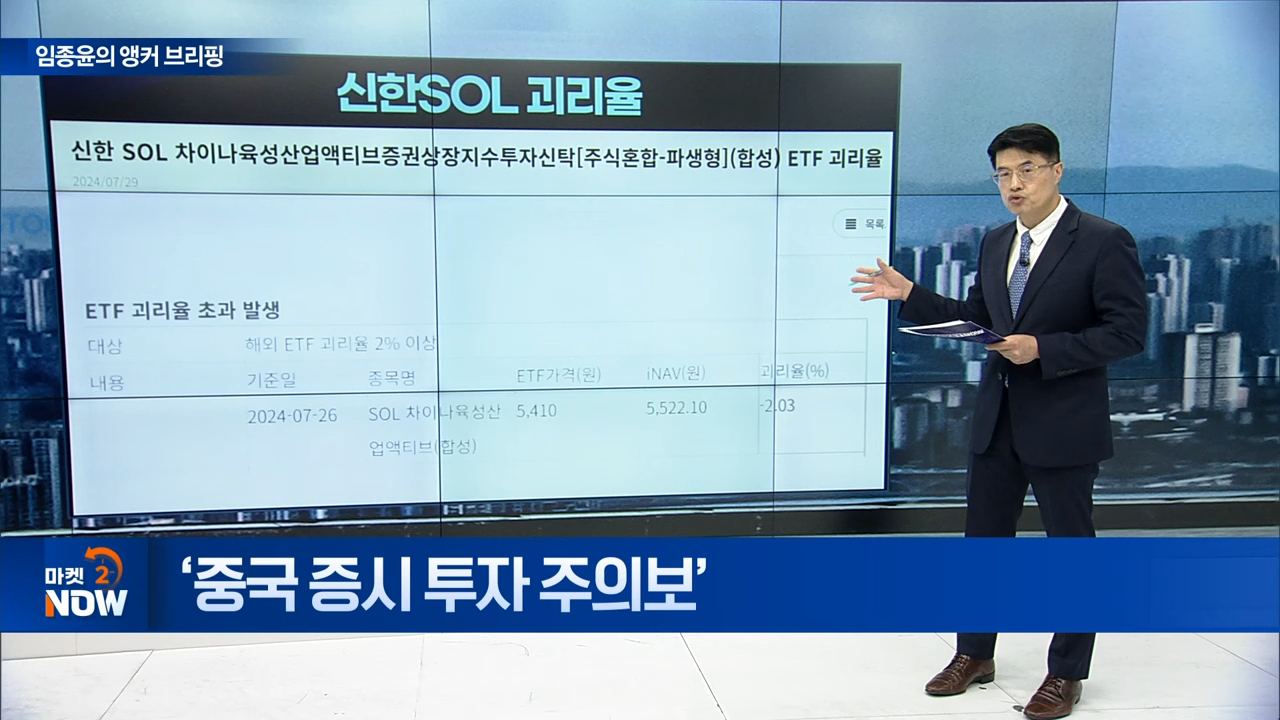 임종윤의 앵커 브리핑
신한SOL 괴리율
신한 SOL 차이나육성산업액티브증권상장지수투자신탁[주식혼합-파생형](합성) ETF 괴리율
2024/07/29
목록
ETF 괴리율 초과 발생
대상 해외 ETF 괴리율 2% 이상
내용 기준일 종목명 ETF가격(원) iNAV(원) 괴리율(%)
2024-07-26 SOL 차이나육성산 5,410 5,522.10 -2.03
업액티브(합성)
마켓 2
NOW
‘중국 증시 투자 주의보’